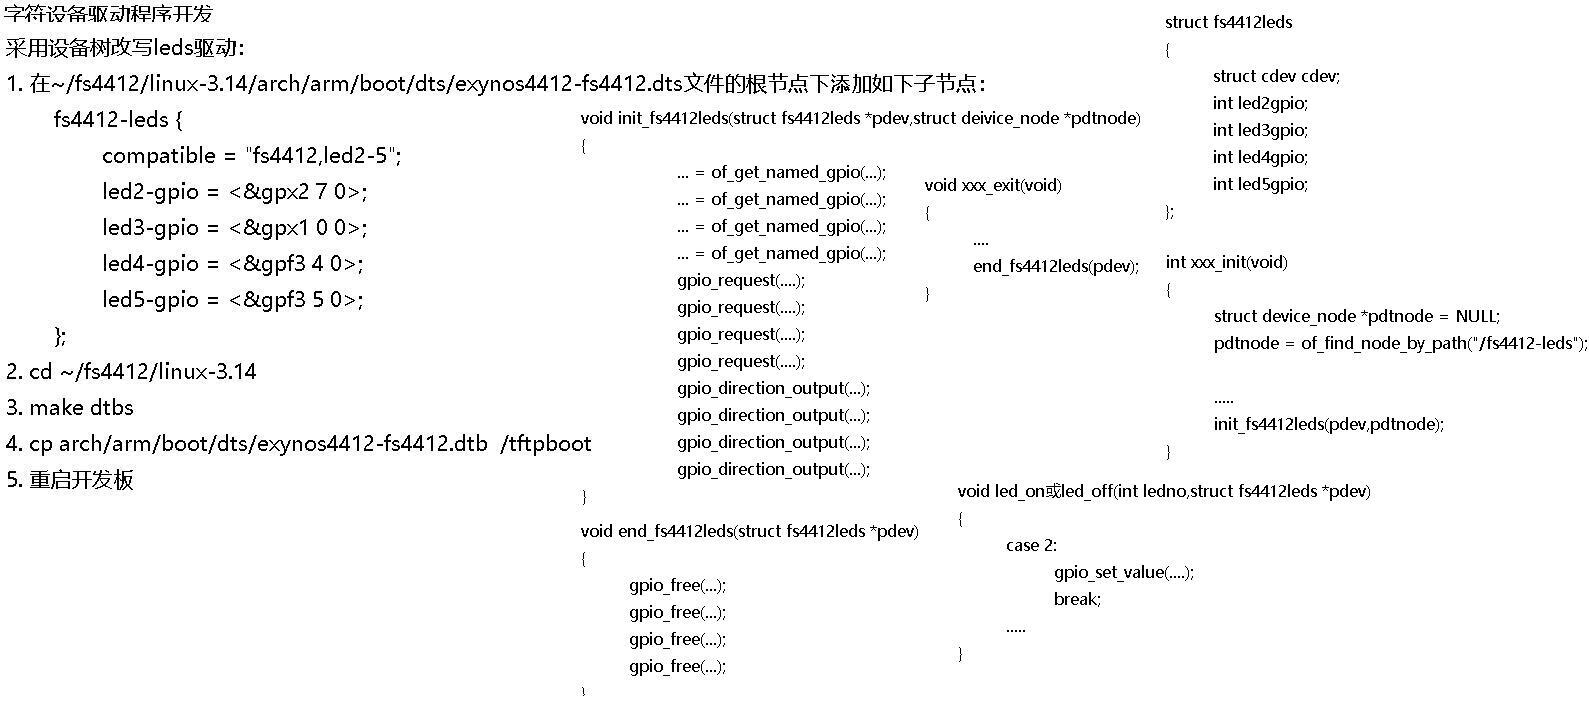 字符设备驱动程序开发
采用设备树改写leds驱动：
1. 在~/fs4412/linux-3.14/arch/arm/boot/dts/exynos4412-fs4412.dts文件的根节点下添加如下子节点：
fs4412-leds {
compatible = "fs4412,led2-5";
led2-gpio = <&gpx2 7 0>;
led3-gpio = <&gpx1 0 0>;
led4-gpio = <&gpf3 4 0>;
led5-gpio = <&gpf3 5 0>;
};
2. cd ~/fs4412/linux-3.14
3. make dtbs
4. cp arch/arm/boot/dts/exynos4412-fs4412.dtb  /tftpboot
5. 重启开发板
void init_fs4412leds(struct fs4412leds *pdev,struct deivice_node *pdtnode)
{
... = of_get_named_gpio(...);
... = of_get_named_gpio(...);
... = of_get_named_gpio(...);
... = of_get_named_gpio(...);
gpio_request(....);
gpio_request(....);
gpio_request(....);
gpio_request(....);
gpio_direction_output(...);
gpio_direction_output(...);
gpio_direction_output(...);
gpio_direction_output(...);
}
void end_fs4412leds(struct fs4412leds *pdev)
{
gpio_free(...);
gpio_free(...);
gpio_free(...);
gpio_free(...);
}
void xxx_exit(void)
{
....
end_fs4412leds(pdev);
}
struct fs4412leds
{
struct cdev cdev;
int led2gpio;
int led3gpio;
int led4gpio;
int led5gpio;
};
int xxx_init(void)
{
struct device_node *pdtnode = NULL;
pdtnode = of_find_node_by_path("/fs4412-leds");
.....
init_fs4412leds(pdev,pdtnode);
}
void led_on或led_off(int ledno,struct fs4412leds *pdev)
{
case 2:
gpio_set_value(....);
break;
.....
}